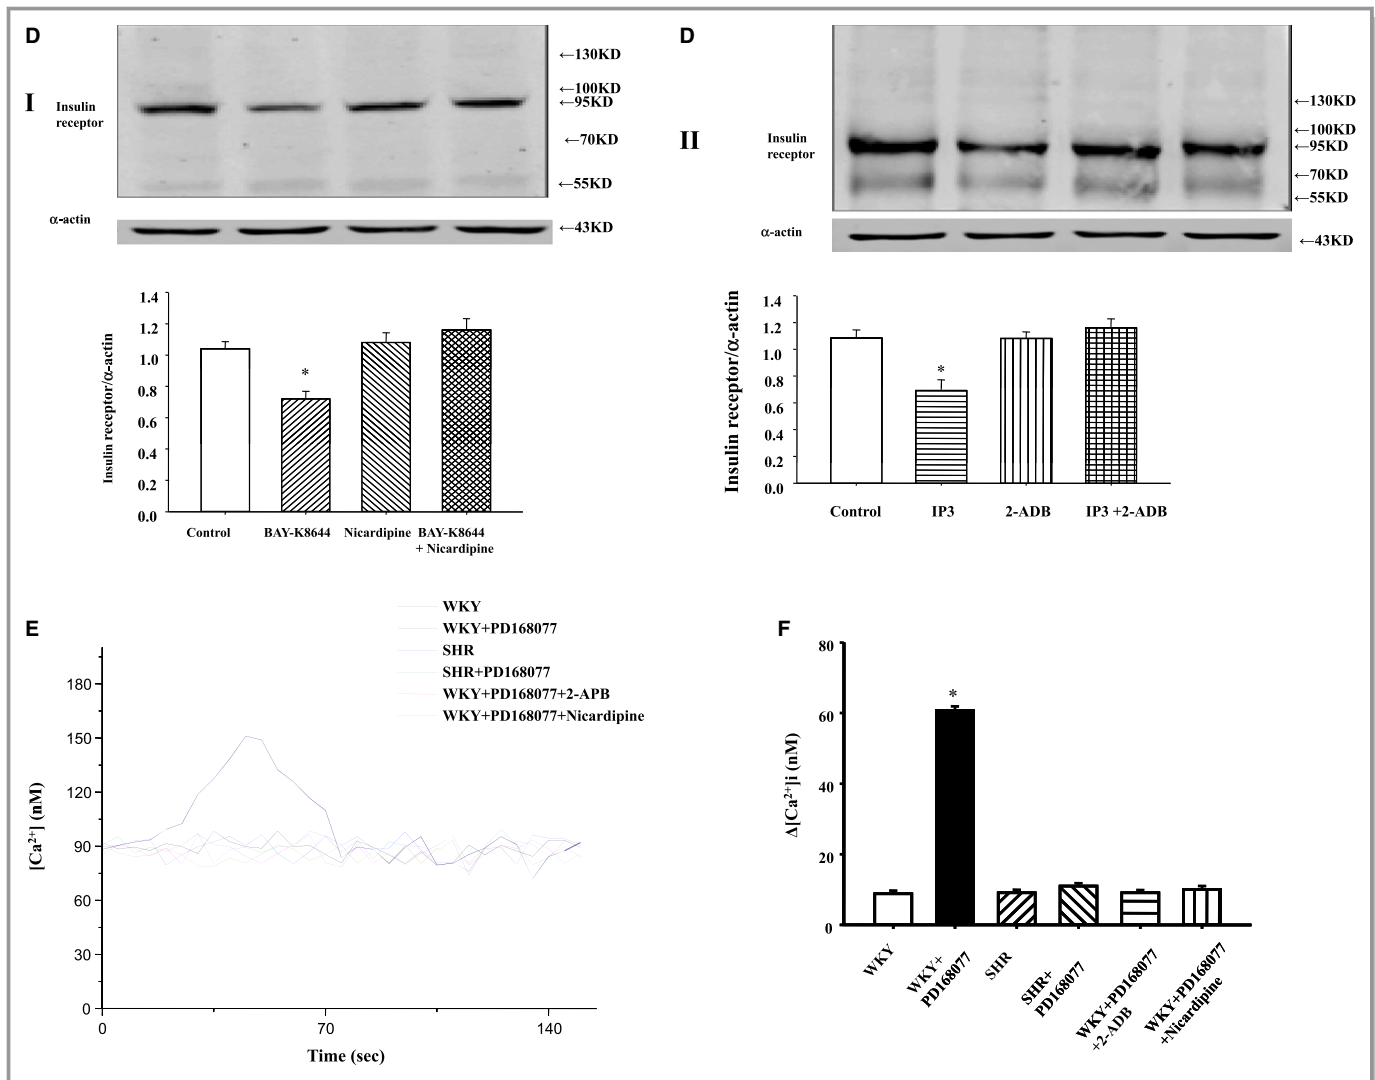 D
I
Insulin
receptor
←130KD
←100KD
←95KD
←70KD
←55KD
α-actin
←43KD
Insulin receptor/α-actin
1.4
1.2
1.0
0.8
0.6
0.4
0.2
0.0
*
Control
BAY-K8644
Nicardipine
BAY-K8644
+ Nicardipine
D
II
Insulin
receptor
←130KD
←100KD
←95KD
←70KD
←55KD
α-actin
←43KD
Insulin receptor/α-actin
1.4
1.2
1.0
0.8
0.6
0.4
0.2
0.0
*
Control
IP3
2-ADB
IP3 +2-ADB
E
WKY
WKY+PD168077
SHR
SHR+PD168077
WKY+PD168077+2-APB
WKY+PD168077+Nicardipine
[Ca²⁺] (nM)
180
150
120
90
60
30
0
0
70
140
Time (sec)
F
Δ[Ca²⁺]i (nM)
80
60
40
20
0
*
WKY
WKY+
PD168077
SHR
SHR+
PD168077
WKY+PD168077
+2-ADB
WKY+PD168077
+Nicardipine